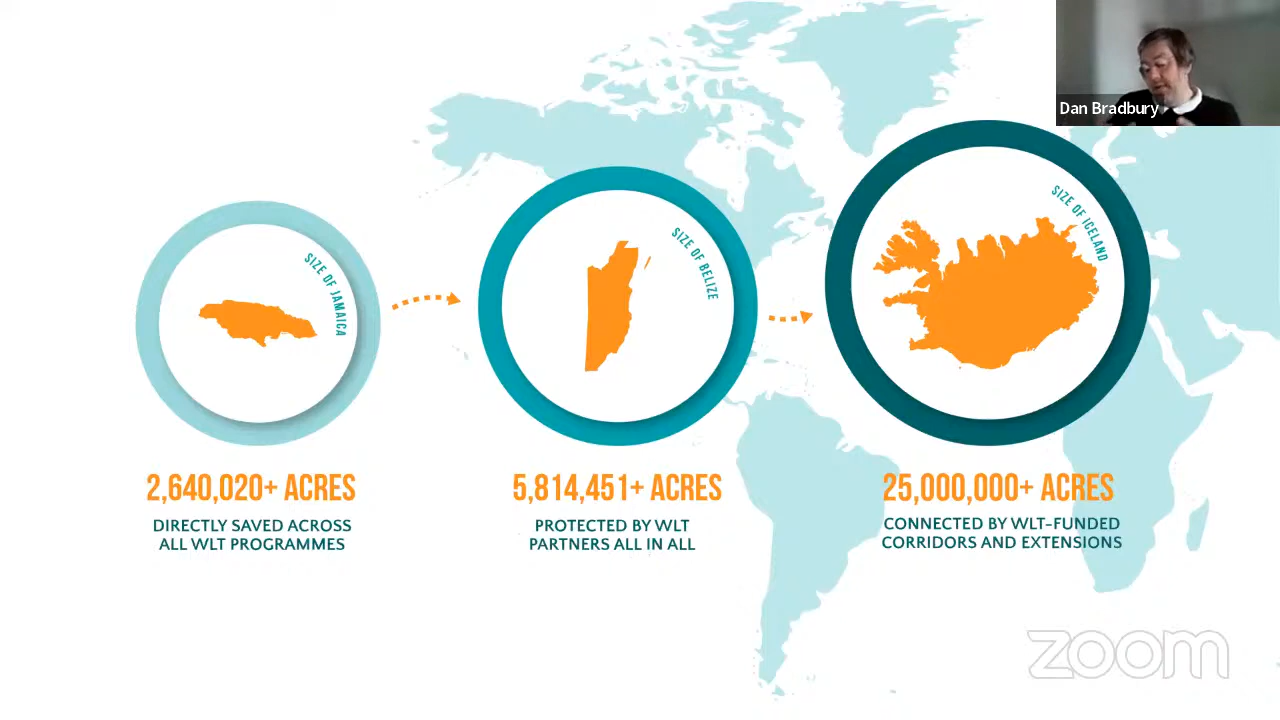 Dan Bradbury
SIZE OF JAMAICA
SIZE OF BELIZE
SIZE OF ICELAND
2,640,020+ ACRES
DIRECTLY SAVED ACROSS
ALL WLT PROGRAMMES
5,814,451+ ACRES
PROTECTED BY WLT
PARTNERS ALL IN ALL
25,000,000+ ACRES
CONNECTED BY WLT-FUNDED
CORRIDORS AND EXTENSIONS
zoom